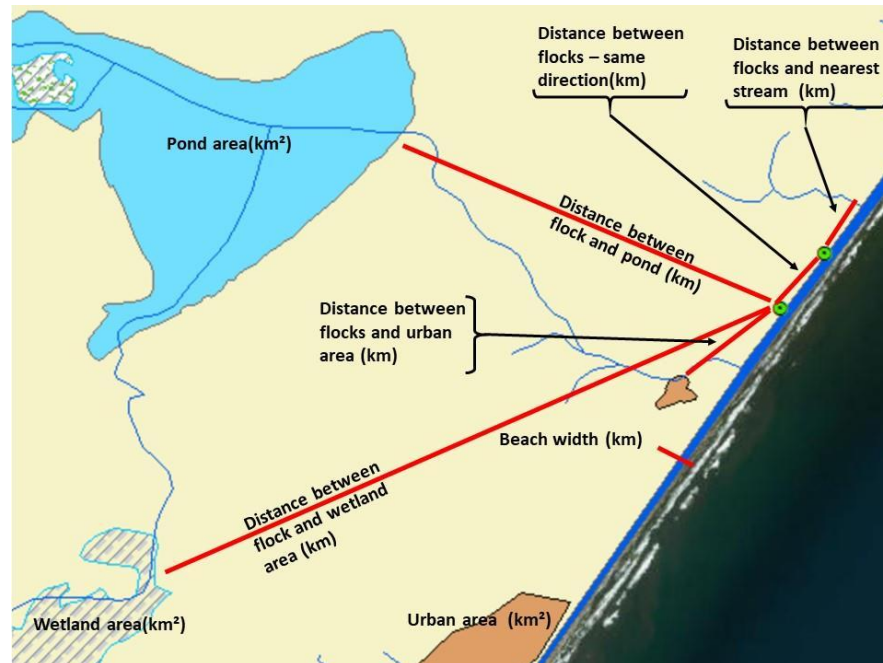 Distance between
flocks – same
direction(km)
Distance between
flocks and nearest
stream (km)
Pond area(km²)
Distance between
flock and pond (km)
Distance between
flocks and urban
area (km)
Beach width (km)
Distance between
flock and wetland
area (km)
Wetland area(km²)
Urban area (km²)